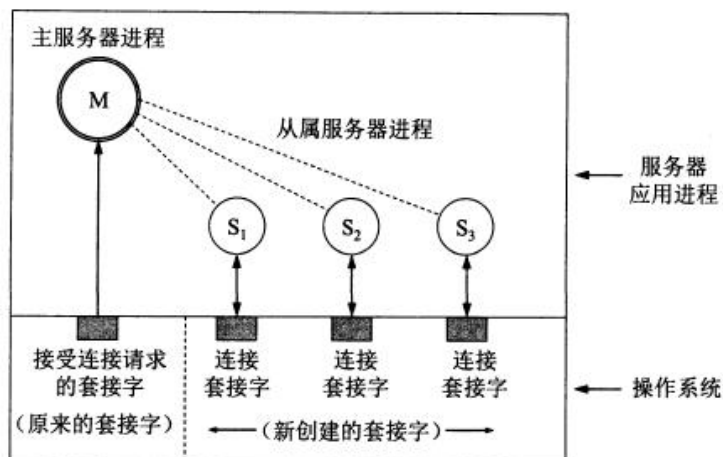 主服务器进程
M
从属服务器进程
服务器
应用进程
S₁
S₂
S₃
接受连接请求
的套接字
（原来的套接字）
连接
套接字
连接
套接字
连接
套接字
（新创建的套接字）
操作系统